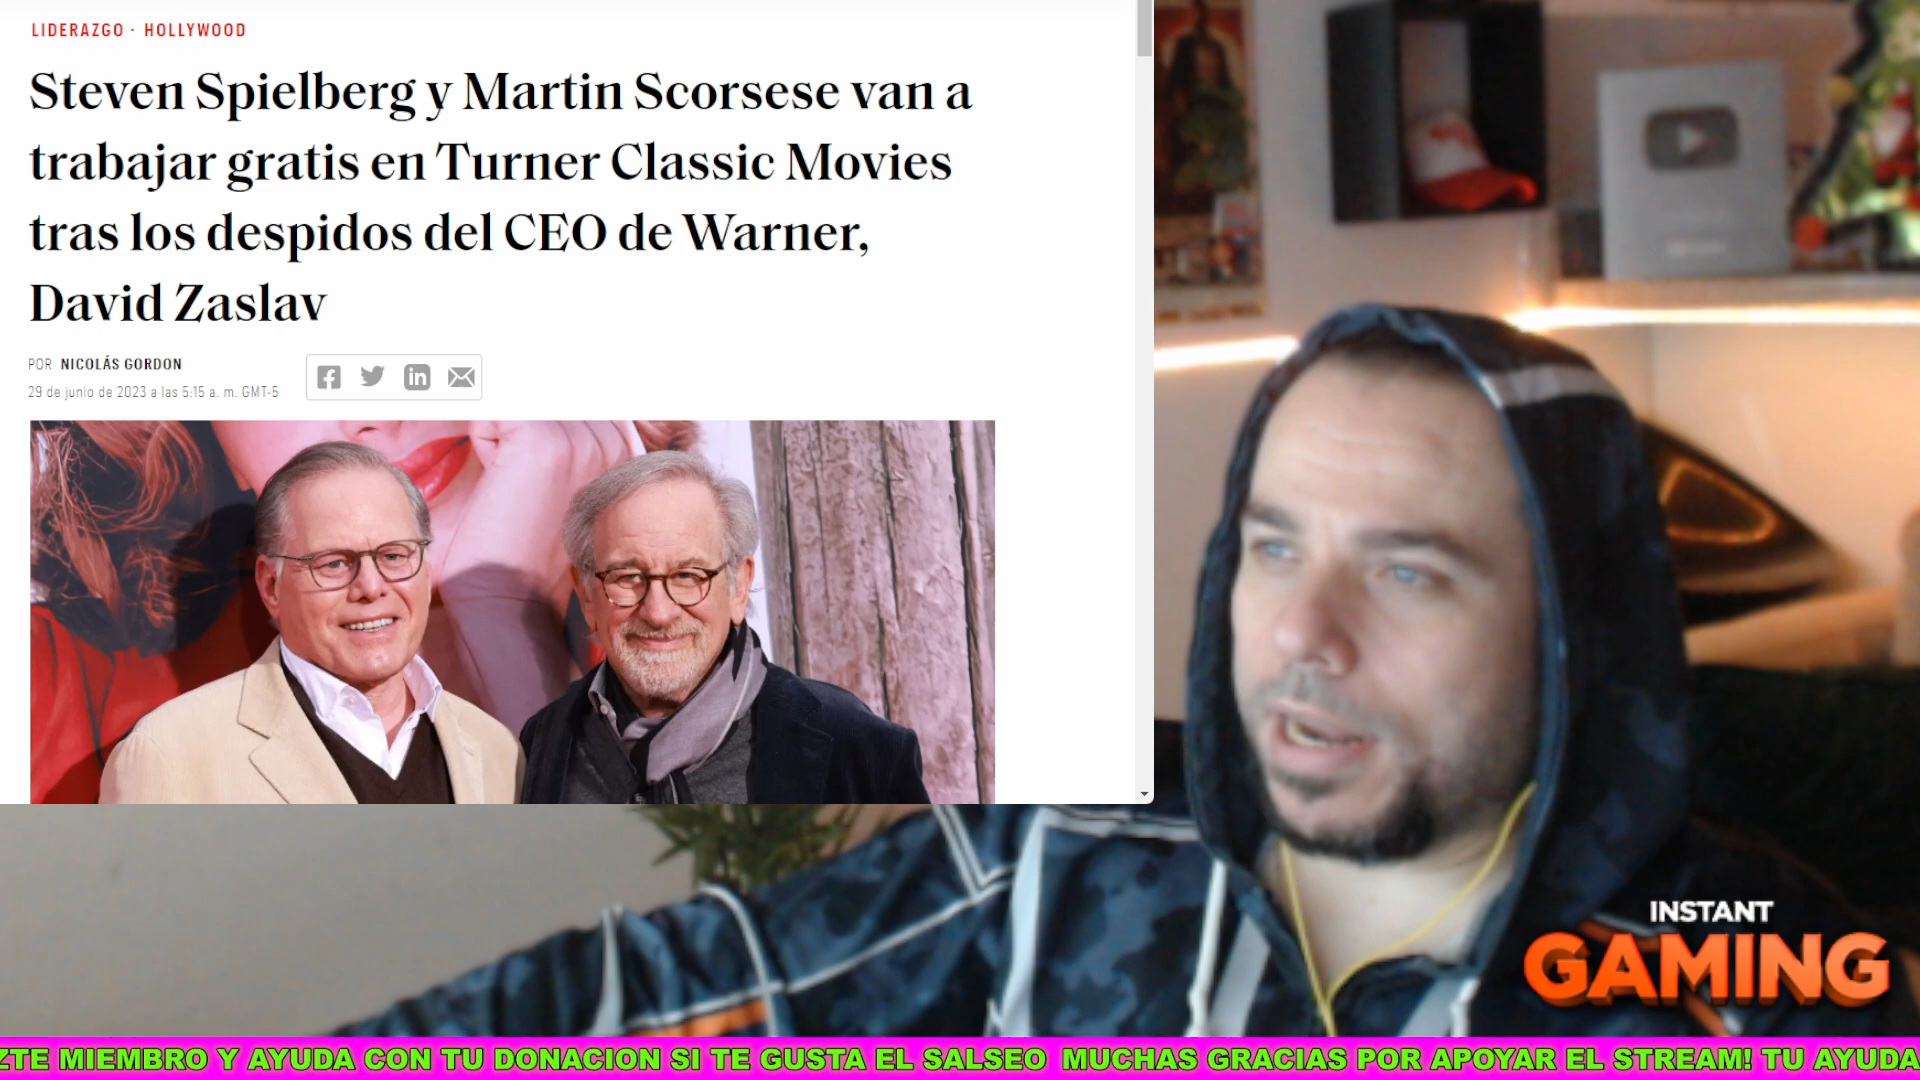 LIDERAZGO · HOLLYWOOD
Steven Spielberg y Martin Scorsese van a
trabajar gratis en Turner Classic Movies
tras los despidos del CEO de Warner,
David Zaslav
POR NICOLÁS GORDON
29 de junio de 2023 a las 5:15 a. m. GMT-5
INSTANT
GAMING
ZTE MIEMBRO Y AYUDA CON TU DONACION SI TE GUSTA EL SALSEO MUCHAS GRACIAS POR APOYAR EL STREAM! TU AYUDA